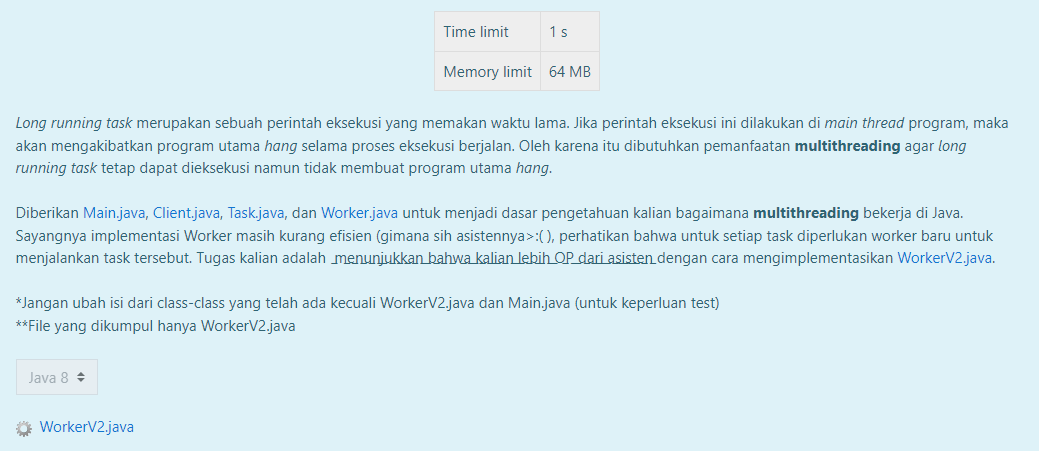 Time limit 1 s
Memory limit 64 MB
Long running task merupakan sebuah perintah eksekusi yang memakan waktu lama. Jika perintah eksekusi ini dilakukan di main thread program, maka
akan mengakibatkan program utama hang selama proses eksekusi berjalan. Oleh karena itu dibutuhkan pemanfaatan multithreading agar long
running task tetap dapat dieksekusi namun tidak membuat program utama hang.
Diberikan Main.java, Client.java, Task.java, dan Worker.java untuk menjadi dasar pengetahuan kalian bagaimana multithreading bekerja di Java.
Sayangnya implementasi Worker masih kurang efisien (gimana sih asistennya>:( ), perhatikan bahwa untuk setiap task diperlukan worker baru untuk
menjalankan task tersebut. Tugas kalian adalah menunjukkan bahwa kalian lebih OP dari asisten dengan cara mengimplementasikan WorkerV2.java.
*Jangan ubah isi dari class-class yang telah ada kecuali WorkerV2.java dan Main.java (untuk keperluan test)
**File yang dikumpul hanya WorkerV2.java
Java 8
WorkerV2.java